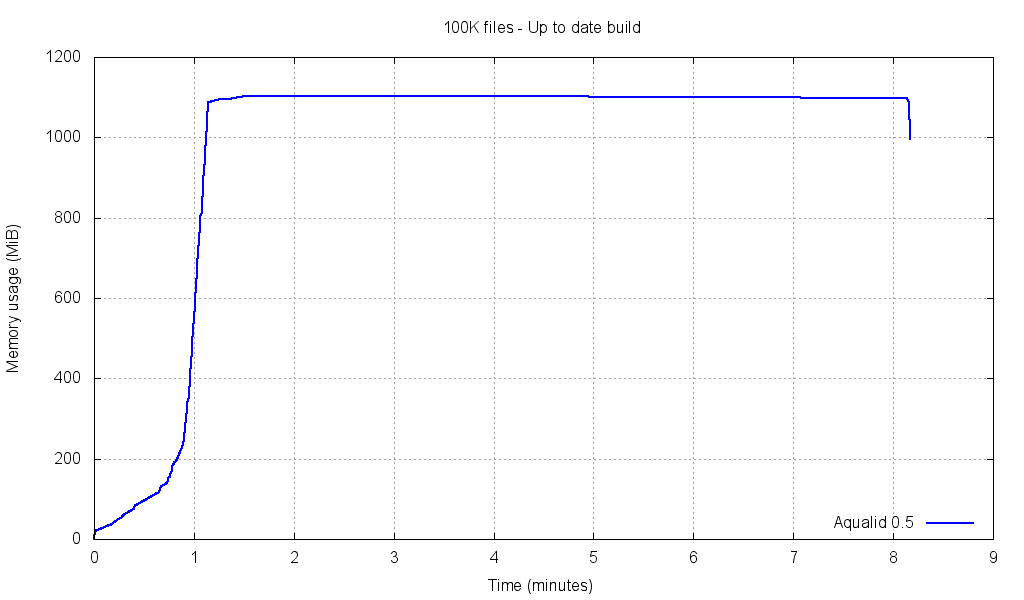 100K files - Up to date build
1200
1000
800
600
400
200
0
Memory usage (MiB)
Aqualid 0.5
0 1 2 3 4 5 6 7 8 9
Time (minutes)